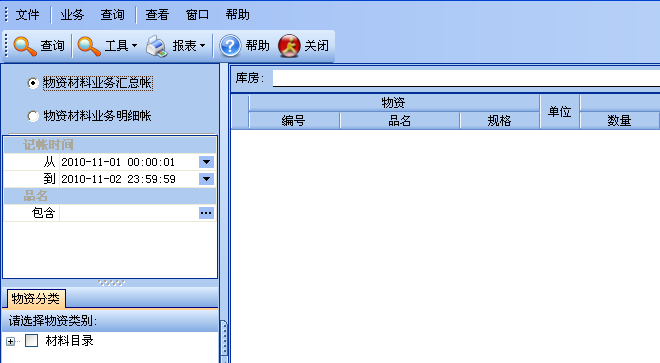 文件 业务 查询 查看 窗口 帮助
查询 工具 报表 帮助 关闭
物资材料业务汇总帐
物资材料业务明细帐
记帐时间
从 2010-11-01 00:00:01
到 2010-11-02 23:59:59
品名
包含
物资分类
请选择物资类别:
材料目录
库房:
物资 单位
编号 品名 规格 数量